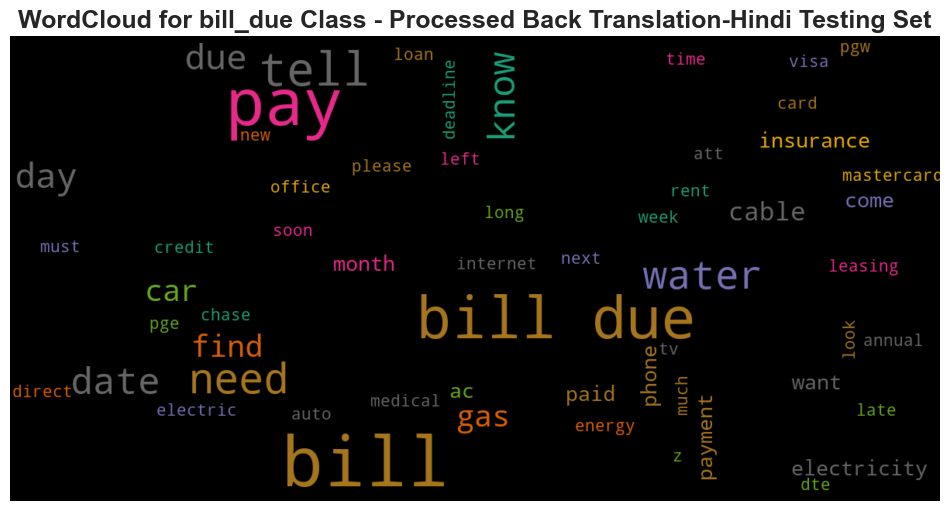 WordCloud for bill_due Class - Processed Back Translation-Hindi Testing Set
due
tell
loan
deadline
know
time
visa
pgw
pay
new
card
insurance
att
left
please
office
day
mastercard
come
rent
week
cable
long
soon
must
credit
month
internet
next
water
leasing
car
pge
chase
find
bill due
tv
phone
look
annual
much
want
direct
date
need
electric
auto
medical
ac
gas
paid
energy
payment
late
bill
z
electricity
dte